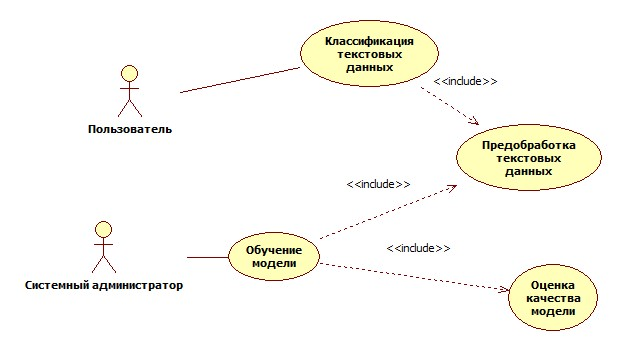 Классификация
текстовых
данных
<<include>>
Пользователь
Предобработка
текстовых
данных
<<include>>
Обучение
модели
<<include>>
Системный администратор
Оценка
качества
модели